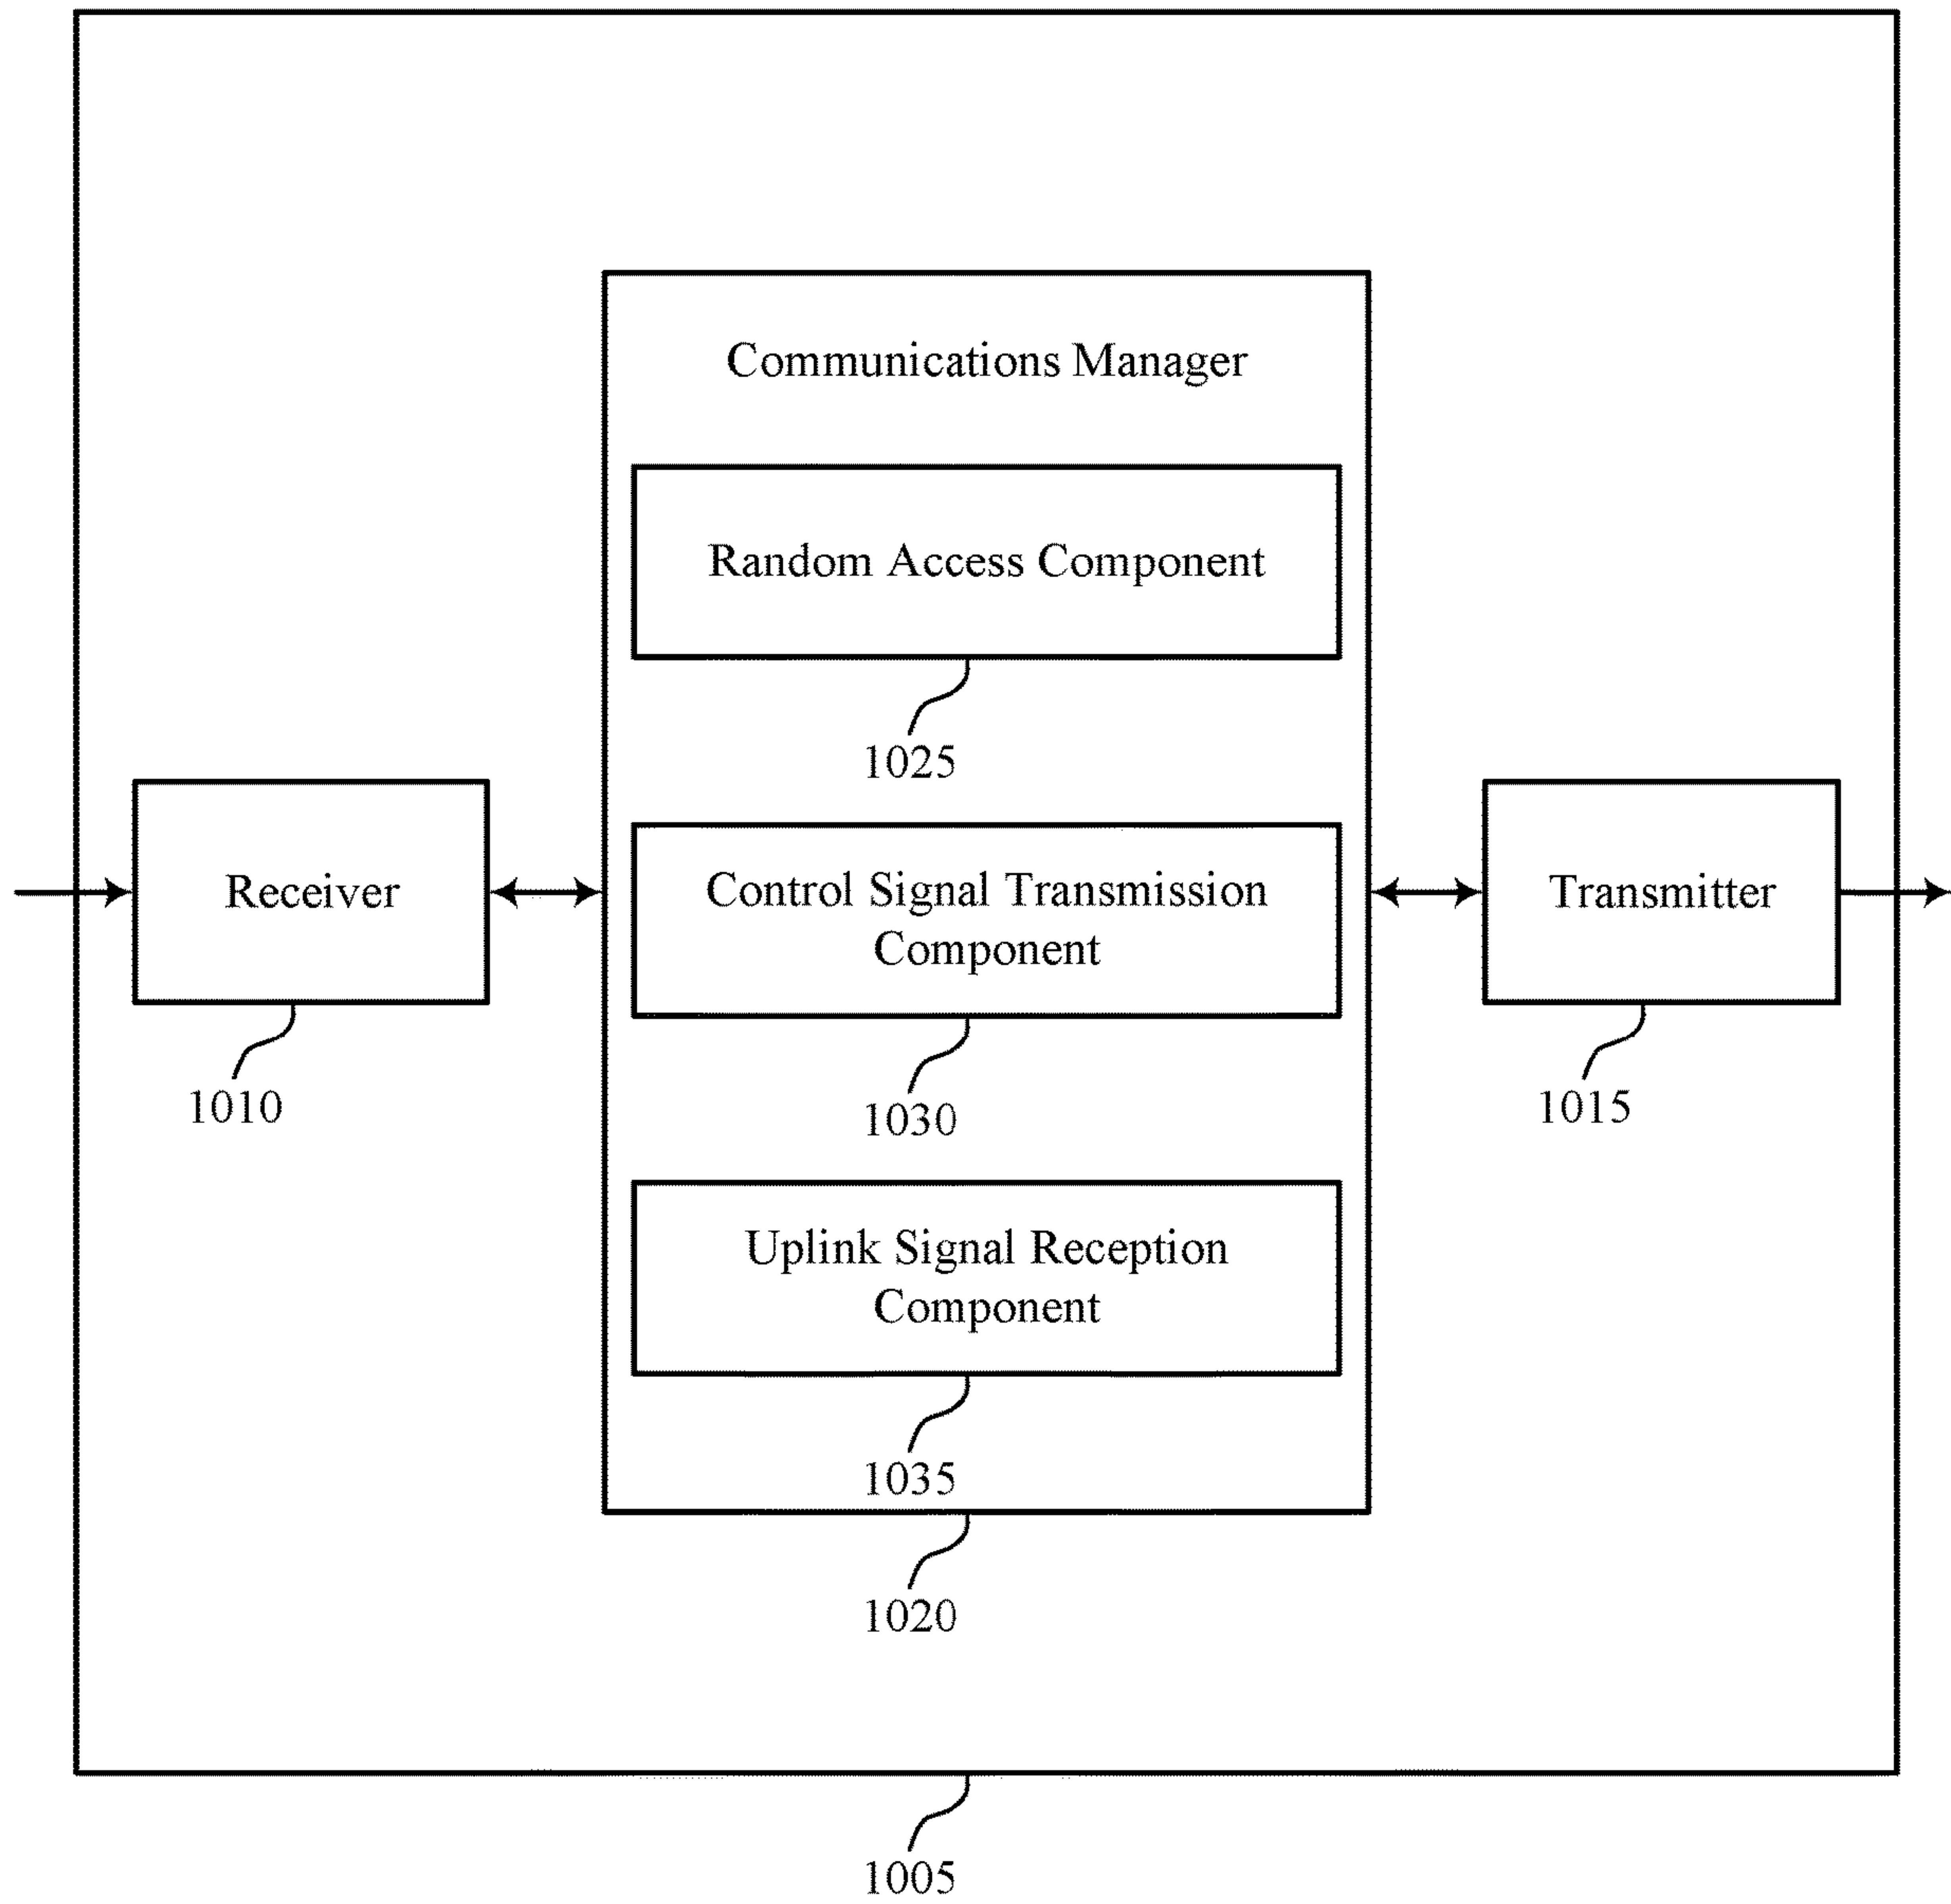 Communications Manager
Random Access Component
1025
Receiver
1010
Control Signal Transmission
Component
1030
Transmitter
1015
Uplink Signal Reception
Component
1035
1020
1005